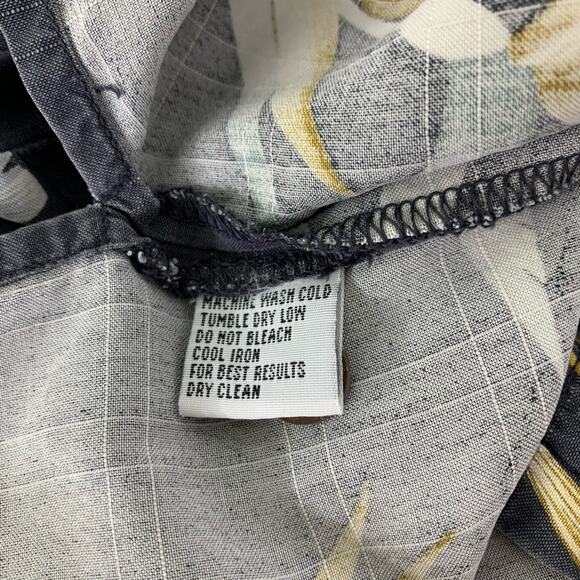 MACHINE WASH COLD
TUMBLE DRY LOW
DO NOT BLEACH
COOL IRON
FOR BEST RESULTS
DRY CLEAN